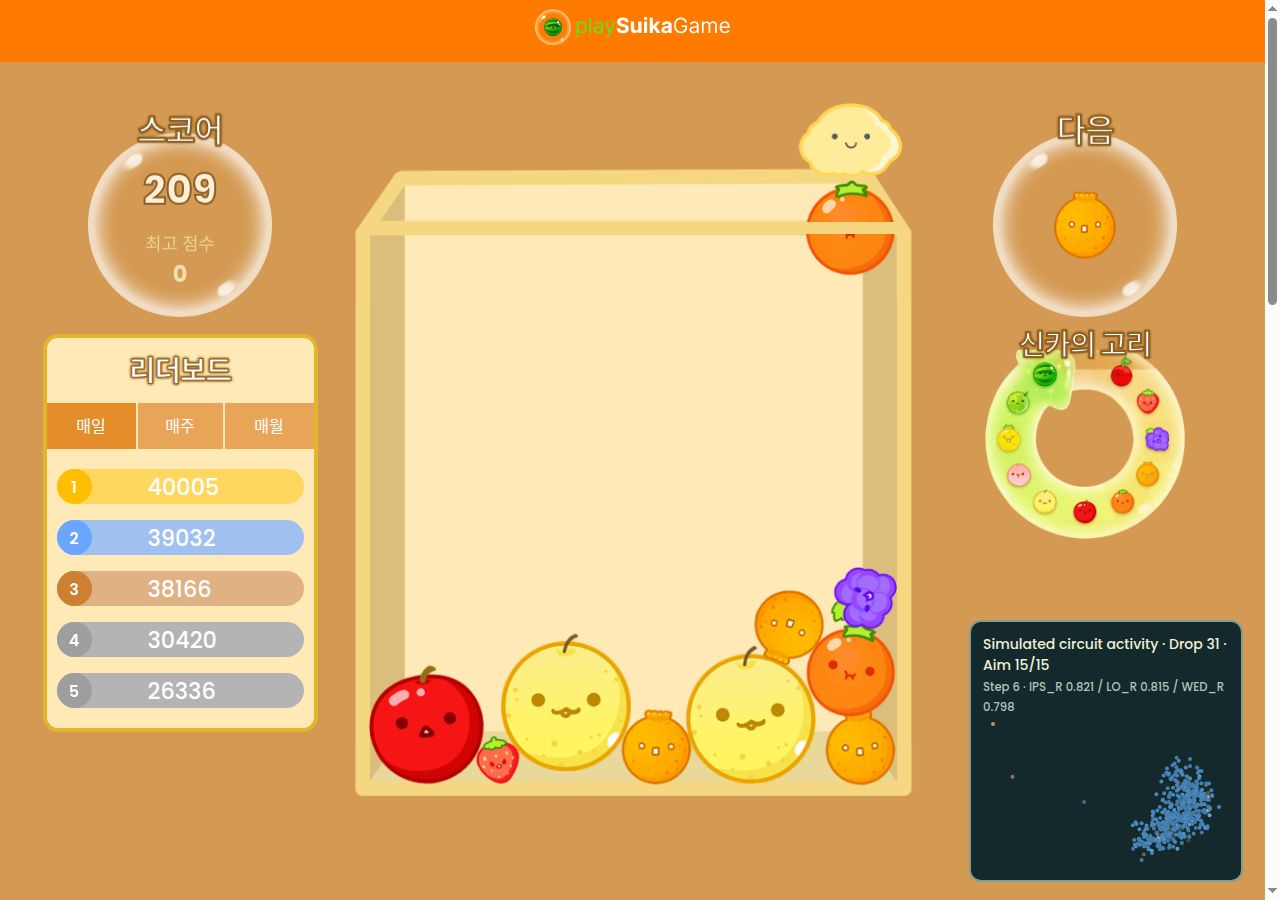 playSuikaGame
스코어
209
최고 점수
0
다음
리더보드
매일 매주 매월
1 40005
2 39032
3 38166
4 30420
5 26336
신카의 고리
Simulated circuit activity · Drop 31 ·
Aim 15/15
Step 6 · IPS_R 0.821 / LO_R 0.815 / WED_R
0.798